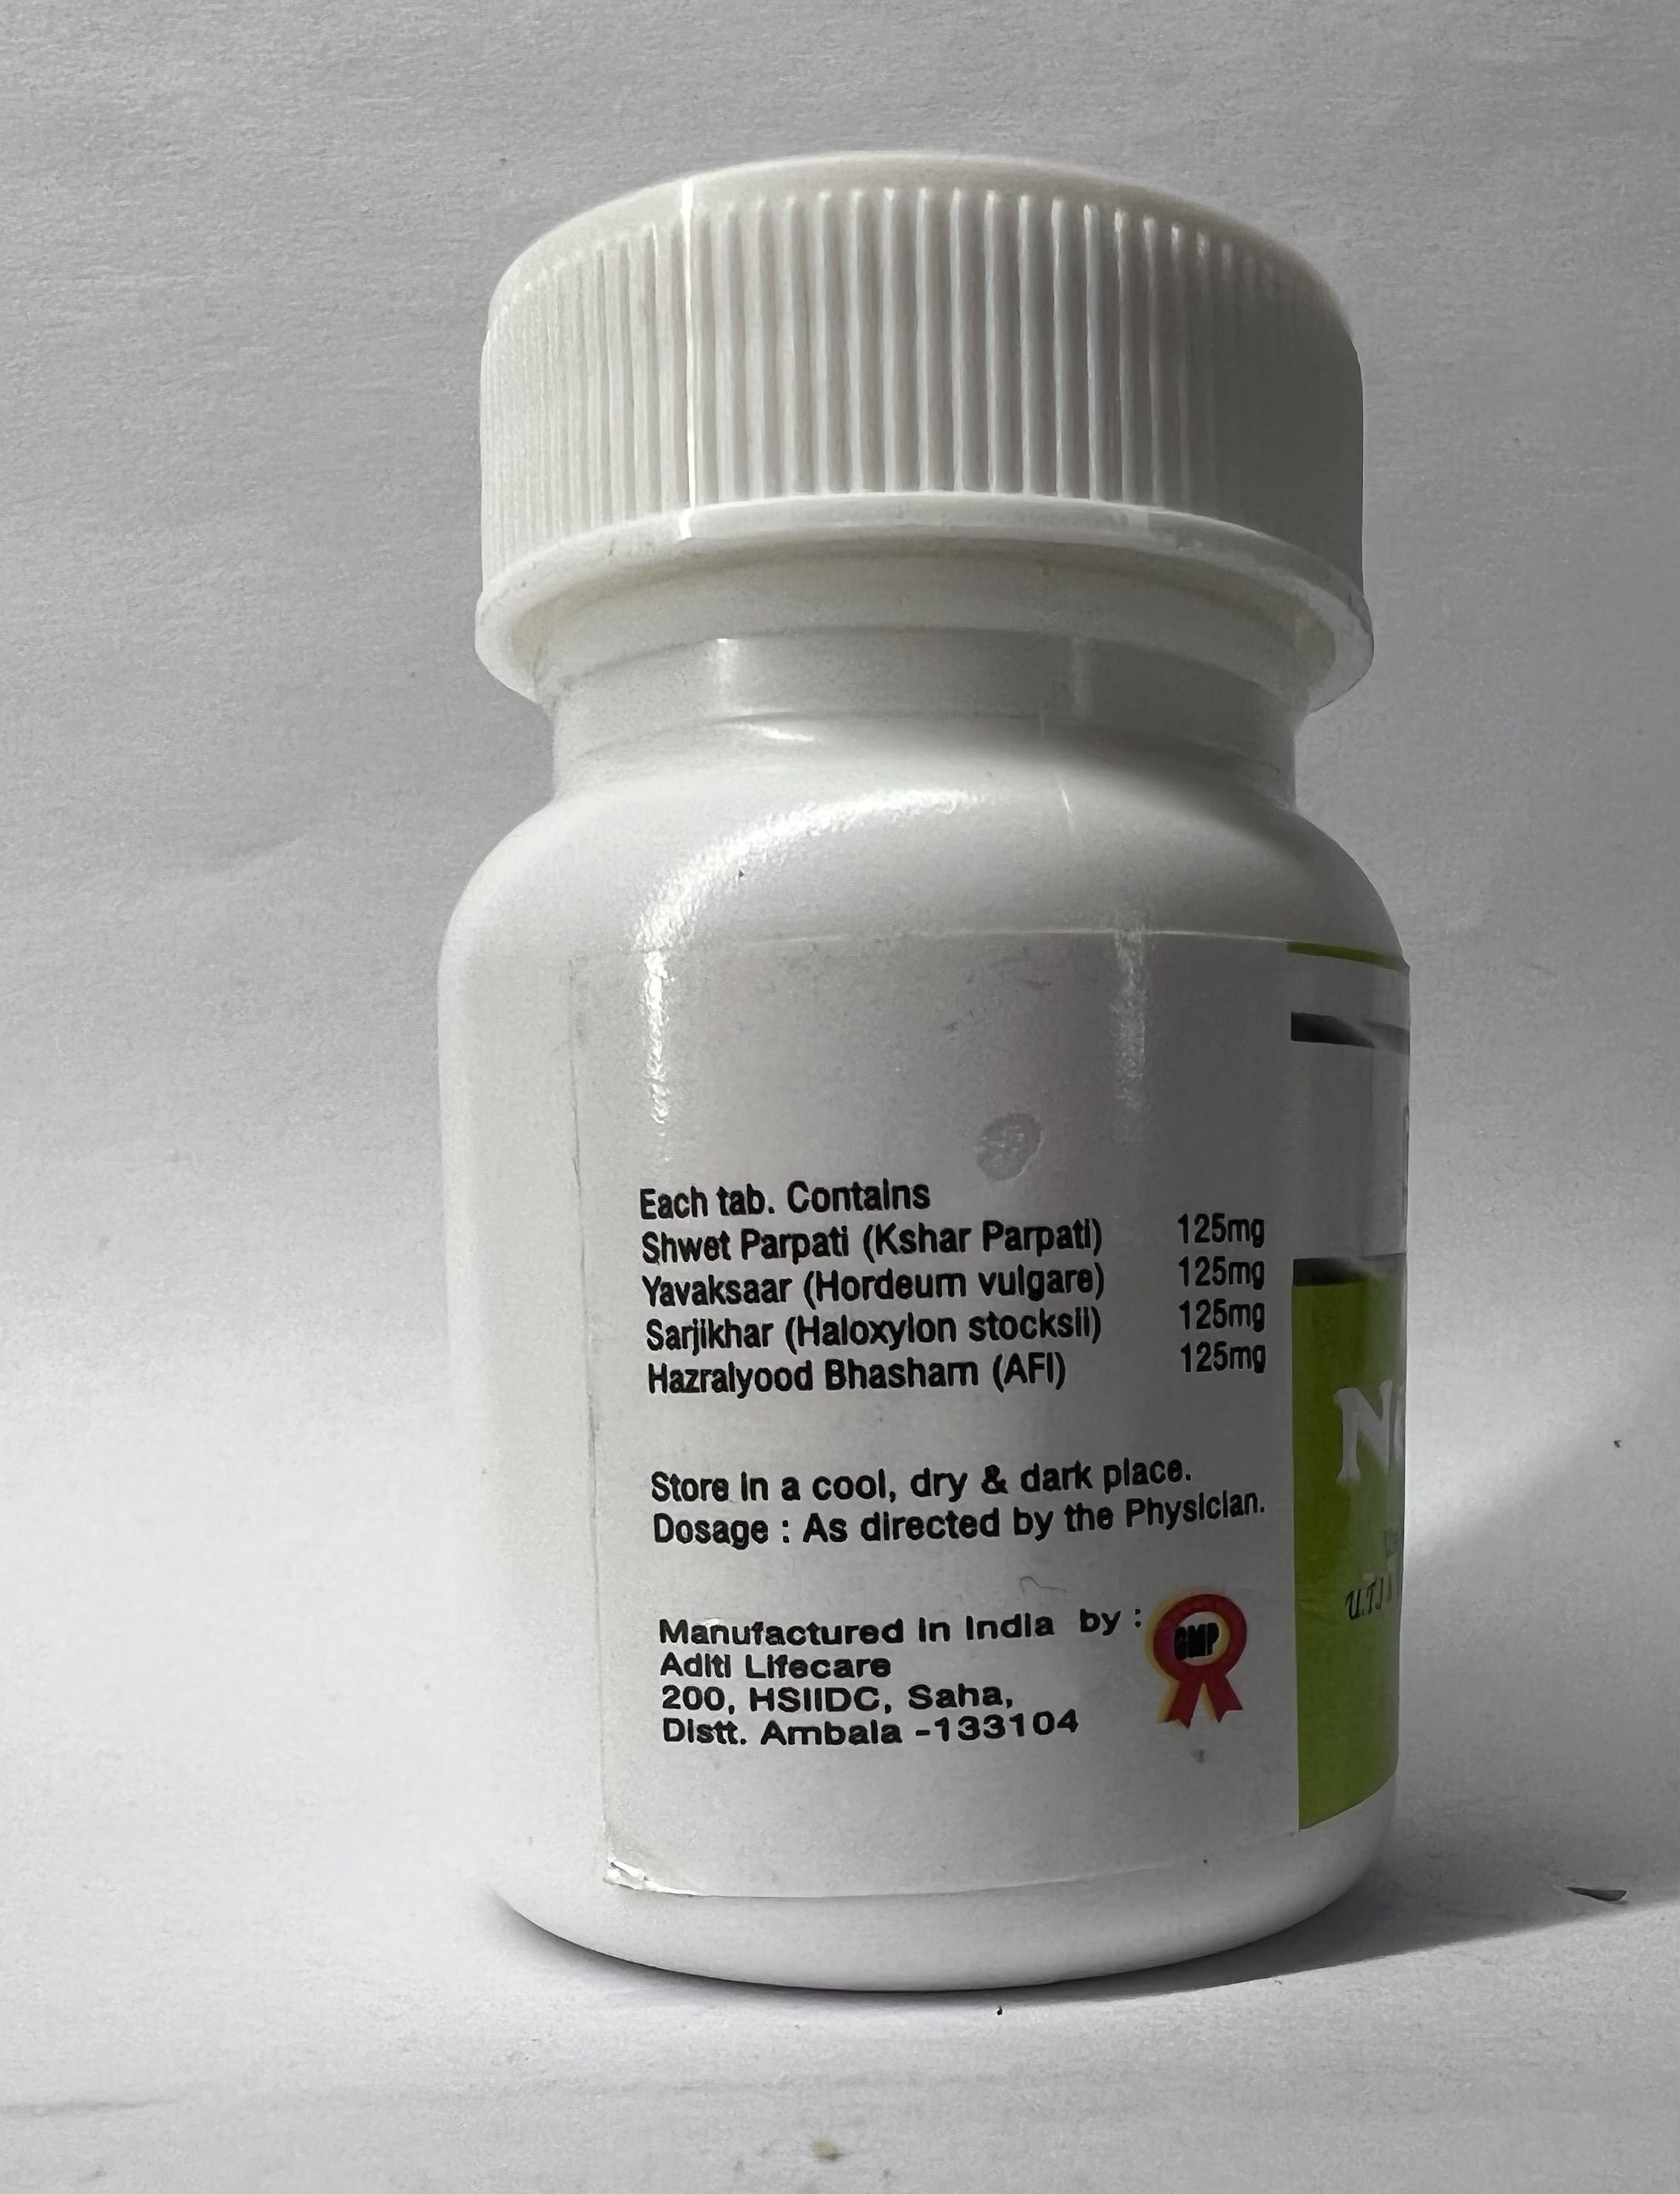 Each tab. Contains
Shwet Parpati (Kshar Parpati) 125mg
Yavaksaar (Hordeum vulgare) 125mg
Sarjikhar (Haloxylon stocksii) 125mg
Hazralyood Bhasham (AFI) 125mg
Store in a cool, dry & dark place.
Dosage : As directed by the Physician.
Manufactured in India by :
Aditi Lifecare
200, HSIIDC, Saha,
Distt. Ambala -133104
GMP